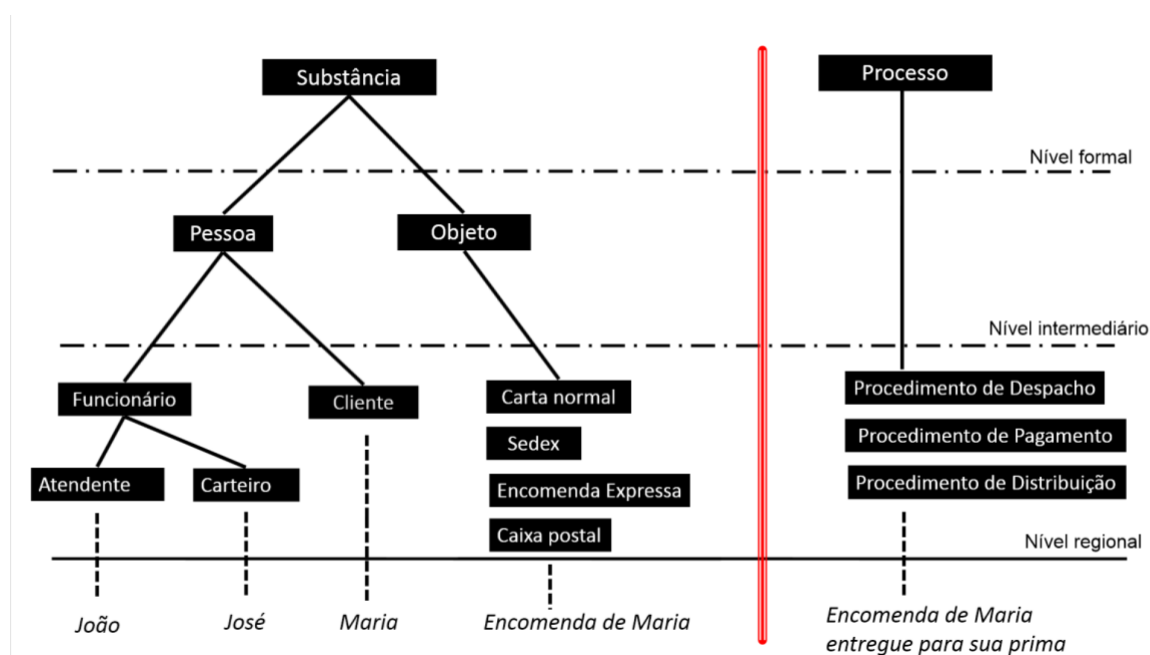 Substância
Processo
Nível formal
Pessoa
Objeto
Nível intermediário
Funcionário
Cliente
Carta normal
Procedimento de Despacho
Sedex
Procedimento de Pagamento
Atendente
Carteiro
Encomenda Expressa
Procedimento de Distribuição
Caixa postal
Nível regional
João
José
Maria
Encomenda de Maria
Encomenda de Maria
entregue para sua prima